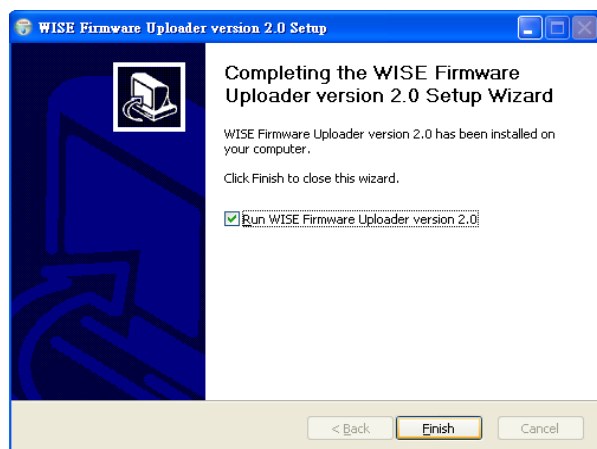 WISE Firmware Uploader version 2.0 Setup
Completing the WISE Firmware
Uploader version 2.0 Setup Wizard
WISE Firmware Uploader version 2.0 has been installed on
your computer.
Click Finish to close this wizard.
Run WISE Firmware Uploader version 2.0
< Back
Finish
Cancel